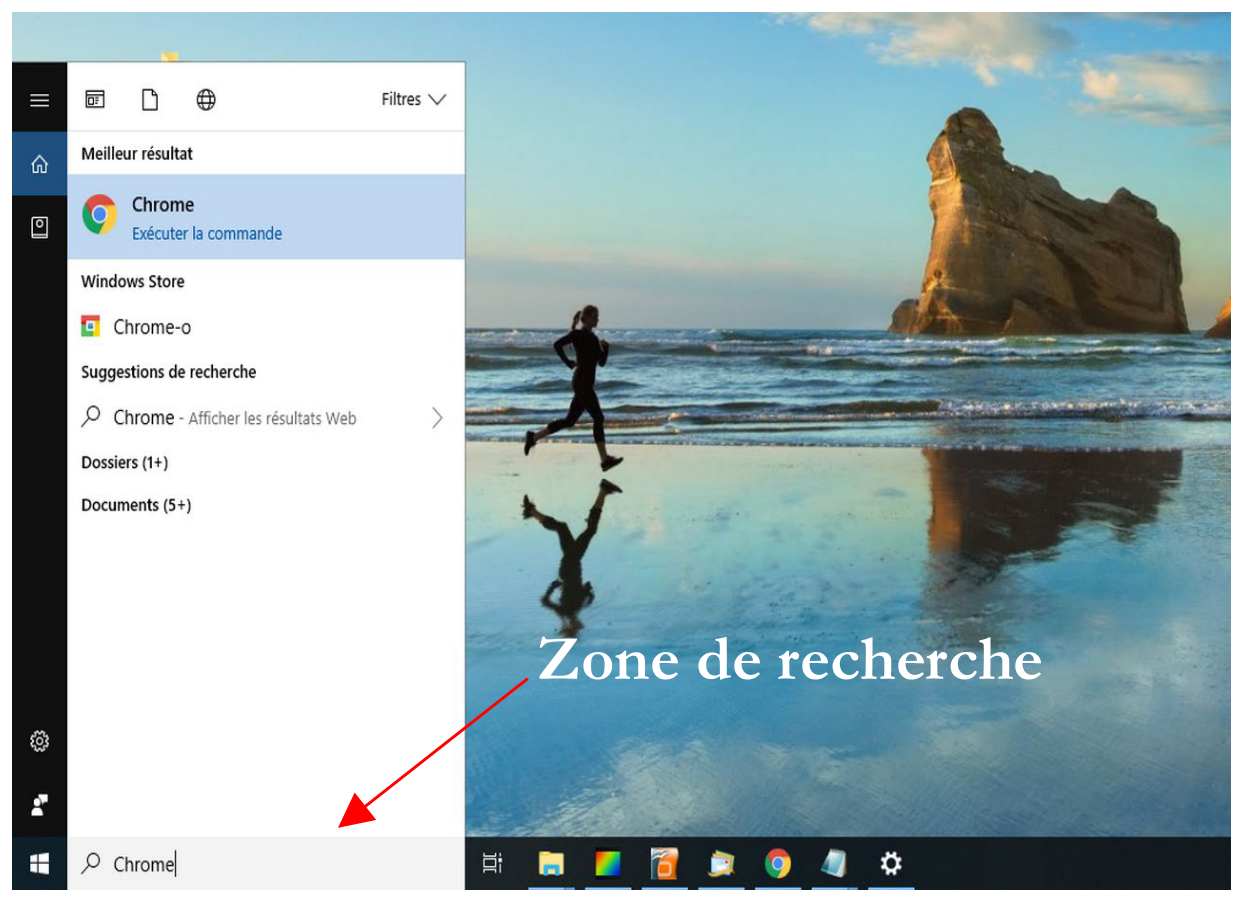 Filtres
Meilleur résultat
Chrome
Exécuter la commande
Windows Store
Chrome-o
Suggestions de recherche
Chrome - Afficher les résultats Web
Dossiers (1+)
Documents (5+)
Zone de recherche
Chrome